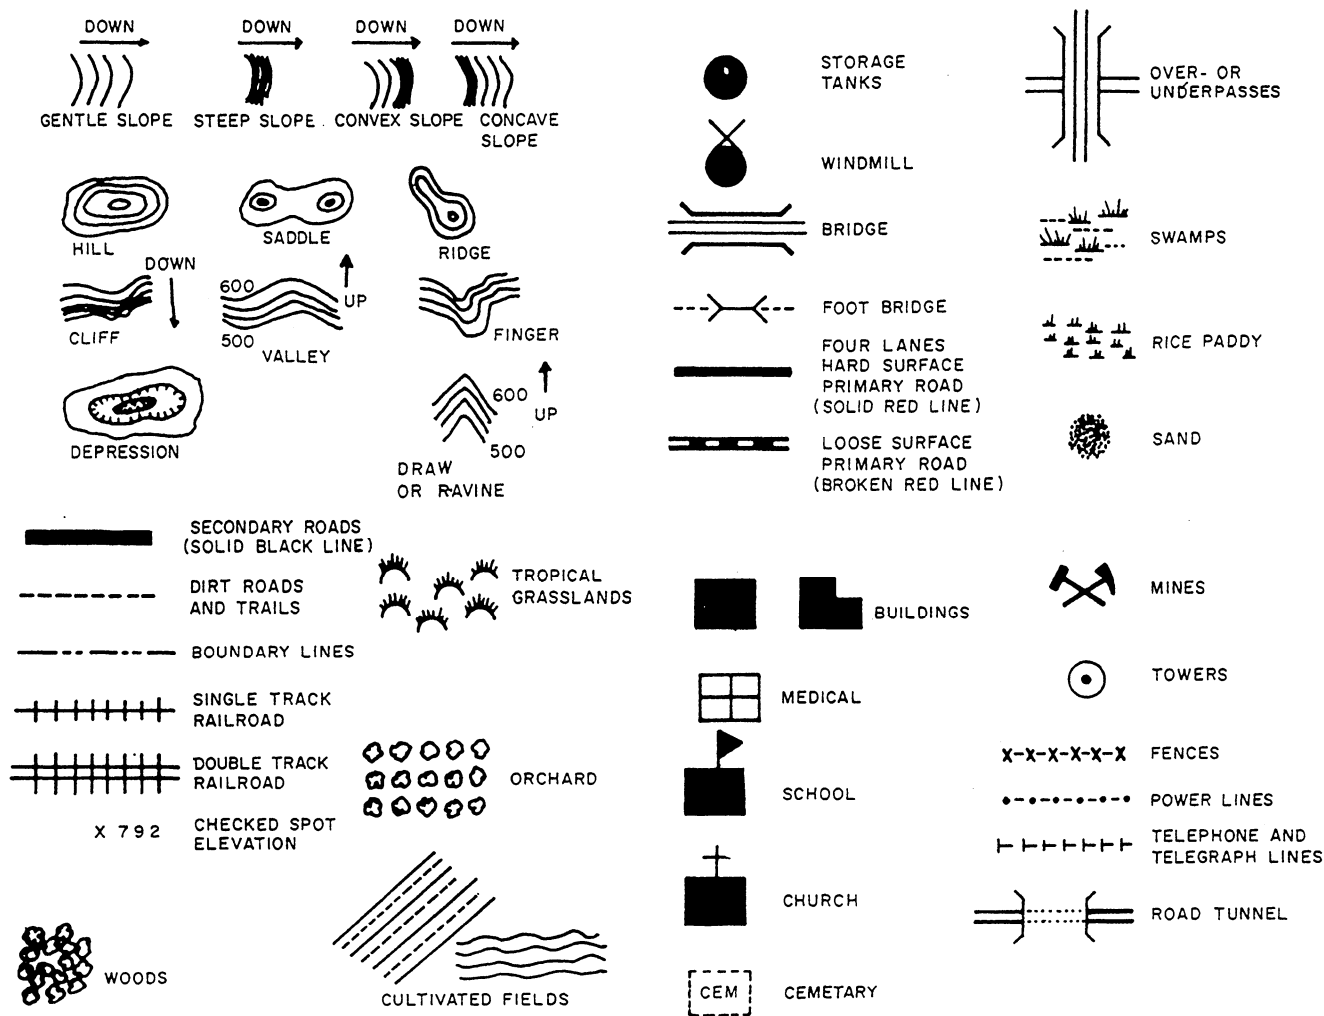 DOWN
DOWN
DOWN
DOWN
GENTLE SLOPE
STEEP SLOPE
CONVEX SLOPE
CONCAVE
SLOPE
HILL
SADDLE
RIDGE
DOWN
CLIFF
600
500
UP
VALLEY
FINGER
DEPRESSION
600
500
UP
DRAW
OR RAVINE
SECONDARY ROADS
(SOLID BLACK LINE)
DIRT ROADS
AND TRAILS
BOUNDARY LINES
SINGLE TRACK
RAILROAD
DOUBLE TRACK
RAILROAD
X 792
CHECKED SPOT
ELEVATION
WOODS
TROPICAL
GRASSLANDS
ORCHARD
CULTIVATED FIELDS
STORAGE
TANKS
WINDMILL
BRIDGE
FOOT BRIDGE
FOUR LANES
HARD SURFACE
PRIMARY ROAD
(SOLID RED LINE)
LOOSE SURFACE
PRIMARY ROAD
(BROKEN RED LINE)
BUILDINGS
MEDICAL
SCHOOL
CHURCH
CEM
CEMETARY
OVER- OR
UNDERPASSES
SWAMPS
RICE PADDY
SAND
MINES
TOWERS
X-X-X-X-X-X
FENCES
POWER LINES
TELEPHONE AND
TELEGRAPH LINES
ROAD TUNNEL